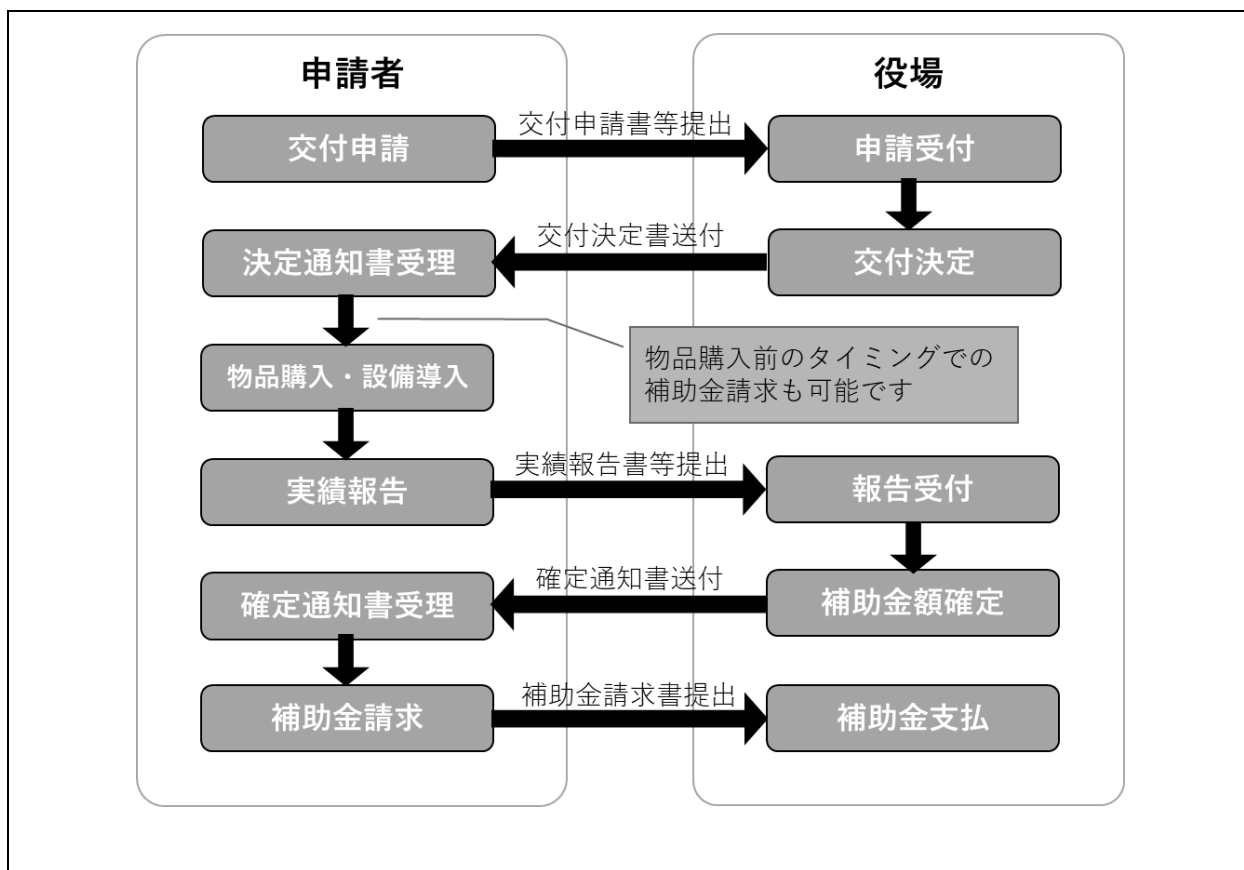 申請者
役場
交付申請
交付申請書等提出
申請受付
決定通知書受理
交付決定書送付
交付決定
物品購入前のタイミングでの
補助金請求も可能です
物品購入・設備導入
実績報告
実績報告書等提出
報告受付
確定通知書受理
確定通知書送付
補助金額確定
補助金請求
補助金請求書提出
補助金支払